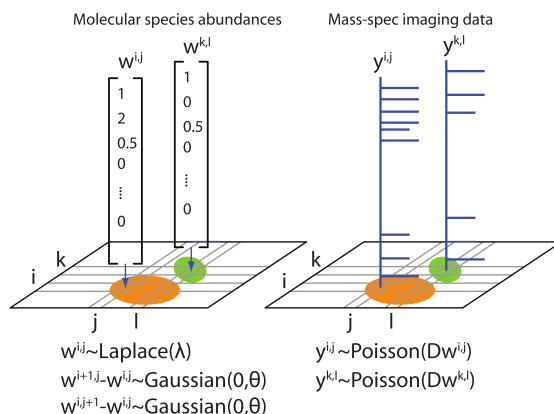 Molecular species abundances
w^i,j
w^k,l
1
2
0.5
0
....
0
1
0
0.5
0
....
0
k
i
j
l
w^i,j~Laplace(λ)
w^i+1,j-w^i,j~Gaussian(0,θ)
w^i,j+1-w^i,j~Gaussian(0,θ)
Mass-spec imaging data
y^i,j
y^k,l
k
i
j
l
y^i,j~Poisson(Dw^i,j)
y^k,l~Poisson(Dw^k,l)